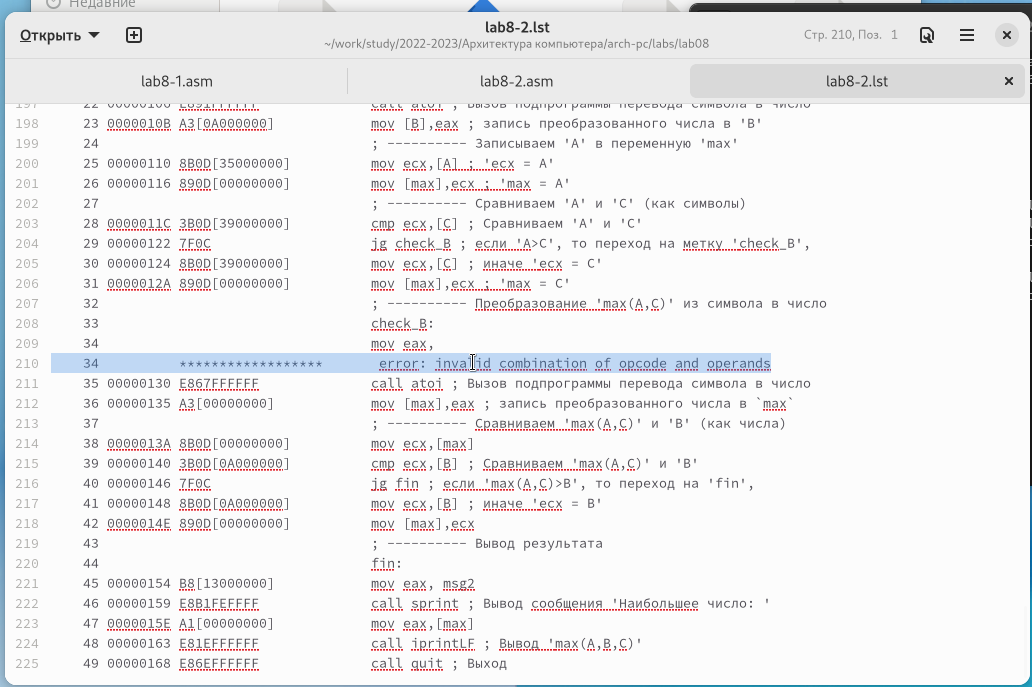 Недавние
Открыть
lab8-2.lst
~/work/study/2022-2023/Архитектура компьютера/arch-pc/labs/lab08
Стр. 210, Поз. 1
lab8-1.asm lab8-2.asm lab8-2.lst
197 22 00000106 E891FFFFFF call atoi ; Вызов подпрограммы перевода символа в число
198 23 0000010B A3[0A000000] mov [B],eax ; запись преобразованного числа в 'B'
199 24 ; ---------- Записываем 'A' в переменную 'max'
200 25 00000110 8B0D[35000000] mov ecx,[A] ; 'ecx = A'
201 26 00000116 890D[00000000] mov [max],ecx ; 'max = A'
202 27 ; ---------- Сравниваем 'A' и 'С' (как символы)
203 28 0000011C 3B0D[39000000] cmp ecx,[C] ; Сравниваем 'A' и 'С'
204 29 00000122 7F0C jg check_B ; если 'A>C', то переход на метку 'check_B',
205 30 00000124 8B0D[39000000] mov ecx,[C] ; иначе 'ecx = C'
206 31 0000012A 890D[00000000] mov [max],ecx ; 'max = C'
207 32 ; ---------- Преобразование 'max(A,C)' из символа в число
208 33 check_B:
209 34 mov eax,
210 34 ****************** error: invalid combination of opcode and operands
211 35 00000130 E867FFFFFF call atoi ; Вызов подпрограммы перевода символа в число
212 36 00000135 A3[00000000] mov [max],eax ; запись преобразованного числа в `max`
213 37 ; ---------- Сравниваем 'max(A,C)' и 'B' (как числа)
214 38 0000013A 8B0D[00000000] mov ecx,[max]
215 39 00000140 3B0D[0A000000] cmp ecx,[B] ; Сравниваем 'max(A,C)' и 'B'
216 40 00000146 7F0C jg fin ; если 'max(A,C)>B', то переход на 'fin',
217 41 00000148 8B0D[0A000000] mov ecx,[B] ; иначе 'ecx = B'
218 42 0000014E 890D[00000000] mov [max],ecx
219 43 ; ---------- Вывод результата
220 44 fin:
221 45 00000154 B8[13000000] mov eax, msg2
222 46 00000159 E8B1FEFFFF call sprint ; Вывод сообщения 'Наибольшее число: '
223 47 0000015E A1[00000000] mov eax,[max]
224 48 00000163 E81EFFFFFF call iprintLF ; Вывод 'max(A,B,C)'
225 49 00000168 E86EFFFFFF call quit ; Выход